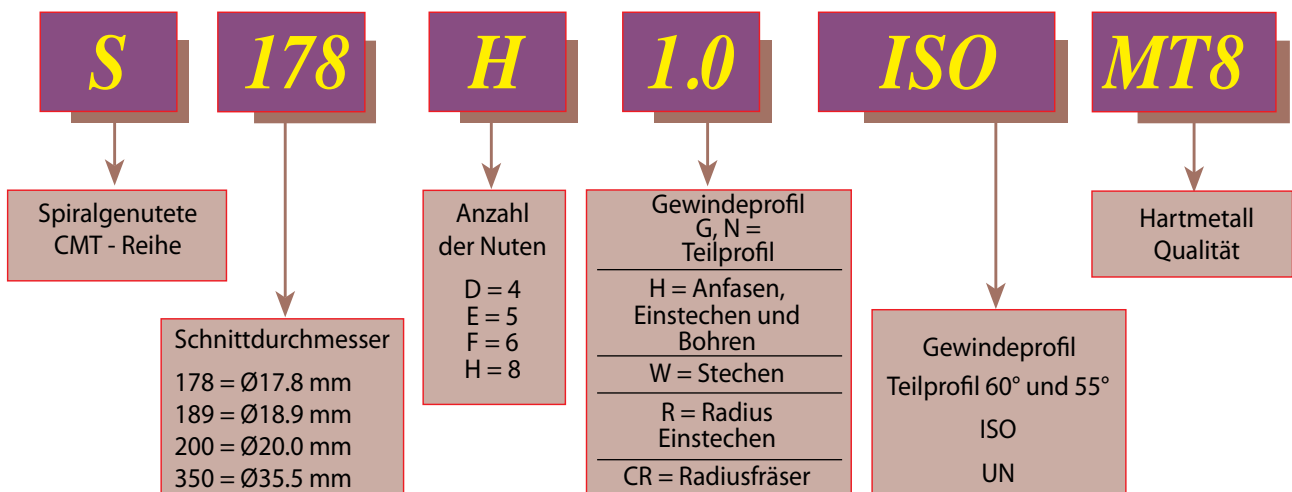 S 178 H 1.0 ISO MT8
Spiralgenutete
CMT - Reihe
Schnittdurchmesser
178 = Ø17.8 mm
189 = Ø18.9 mm
200 = Ø20.0 mm
350 = Ø35.5 mm
Anzahl
der Nuten
D = 4
E = 5
F = 6
H = 8
Gewindeprofil
G, N =
Teilprofil
H = Anfasen,
Einstechen und
Bohren
W = Stechen
R = Radius
Einstechen
CR = Radiusfräser
Gewindeprofil
Teilprofil 60° und 55°
ISO
UN
Hartmetall
Qualität